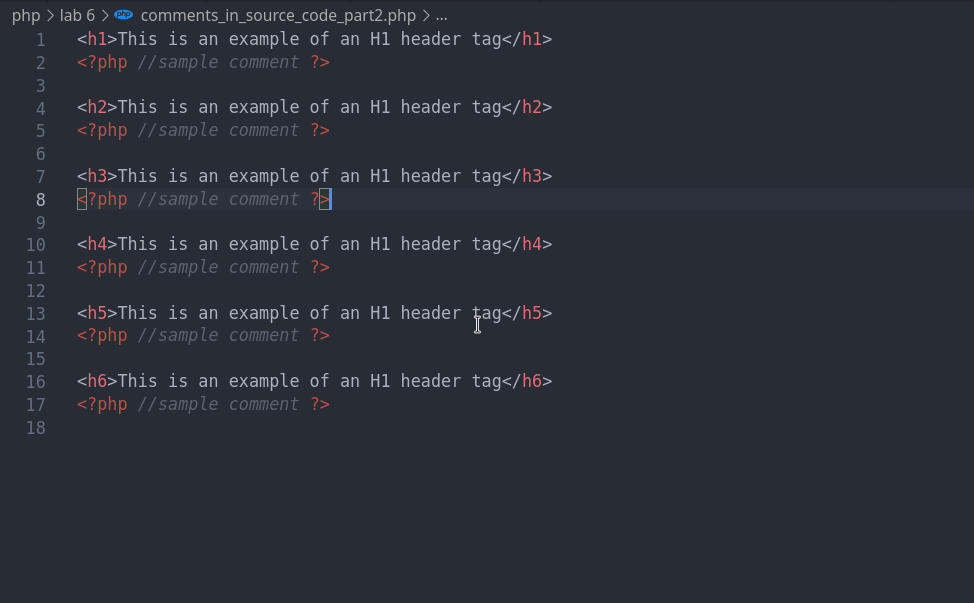 php > lab 6 > php comments_in_source_code_part2.php > ...
1 <h1>This is an example of an H1 header tag</h1>
2 <?php //sample comment ?>
3
4 <h2>This is an example of an H1 header tag</h2>
5 <?php //sample comment ?>
6
7 <h3>This is an example of an H1 header tag</h3>
8 <?php //sample comment ?>
9
10 <h4>This is an example of an H1 header tag</h4>
11 <?php //sample comment ?>
12
13 <h5>This is an example of an H1 header tag</h5>
14 <?php //sample comment ?>
15
16 <h6>This is an example of an H1 header tag</h6>
17 <?php //sample comment ?>
18